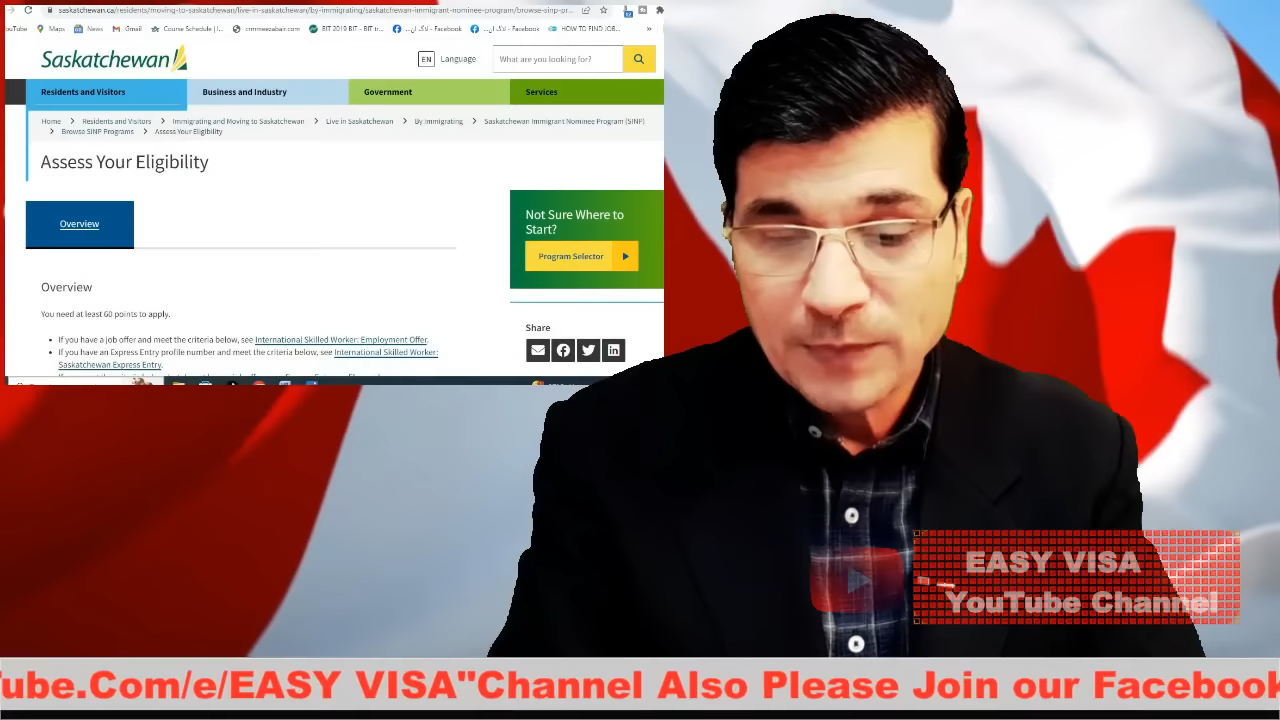 saskatchewan.ca/residents/moving-to-saskatchewan/live-in-saskatchewan/by-immigrating/saskatchewan-immigrant-nominee-program/browse-sinp-pr...
ouTube Maps News Gmail Course Schedule | I... cmmeezabair.com BIT 2019 BIT - BIT tr... Facebook - Facebook - HOW TO FIND JOB... »
Saskatchewan
EN Language
What are you looking for?
Residents and Visitors Business and Industry Government Services
Home > Residents and Visitors > Immigrating and Moving to Saskatchewan > Live in Saskatchewan > By Immigrating > Saskatchewan Immigrant Nominee Program (SINP)
> Browse SINP Programs > Assess Your Eligibility
Assess Your Eligibility
Overview
Not Sure Where to
Start?
Program Selector
Overview
You need at least 60 points to apply.
Share
• If you have a job offer and meet the criteria below, see International Skilled Worker: Employment Offer.
• If you have an Express Entry profile number and meet the criteria below, see International Skilled Worker:
Saskatchewan Express Entry.
EASY VISA
YouTube Channel
Tube.Com/e/EASY VISA"Channel Also Please Join our Facebook